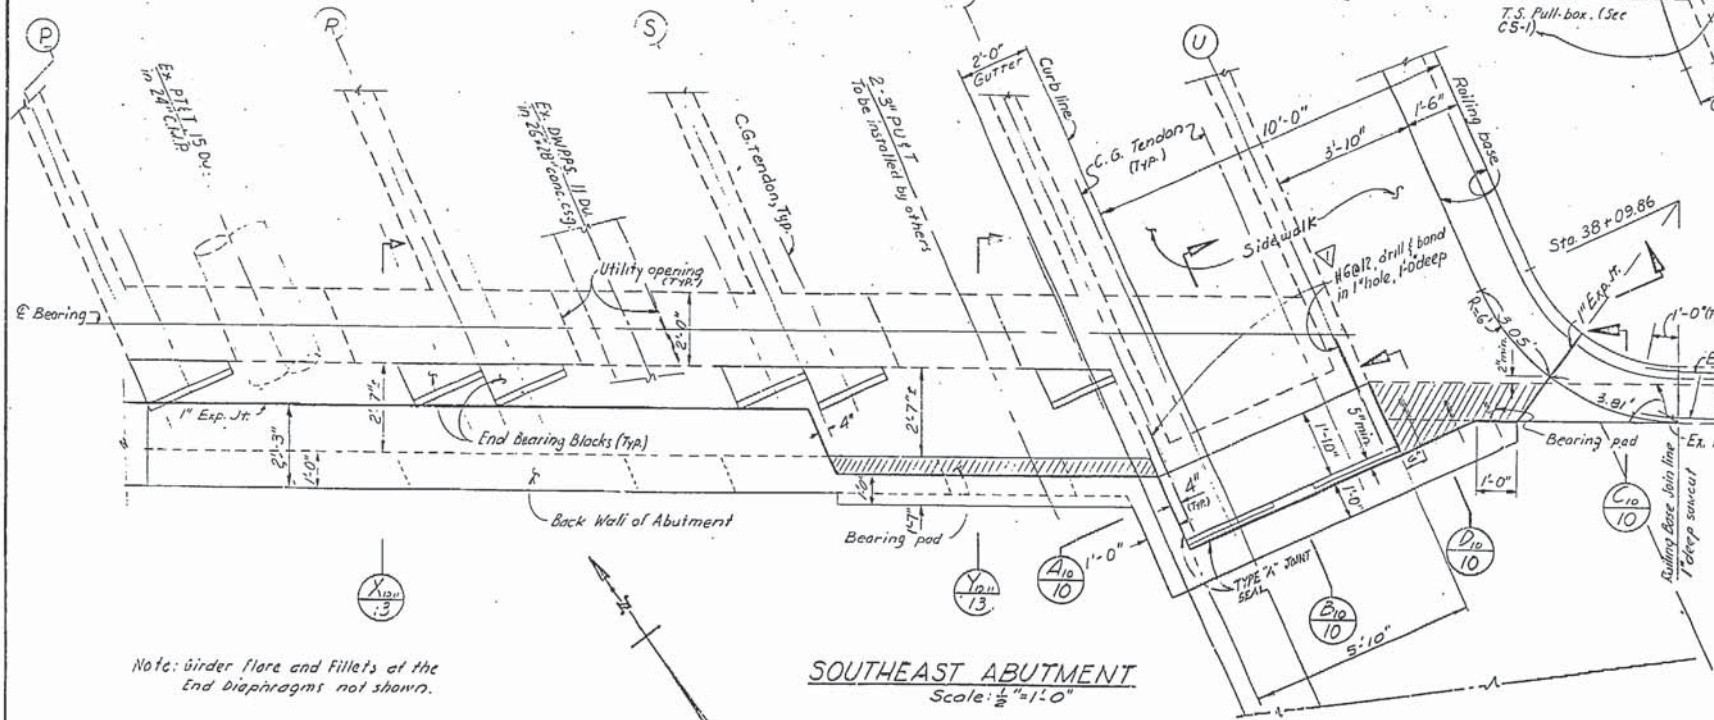 P
R
S
U
T.S. Pull-box. (See
CS-1)
Ex. PT&T 15 Du.
in 24" C.M.P.
Ex. DWP.P.S. 11 Du.
in 26"x28" conc. csg.
C.G. Tendon, Typ.
2-3" PU & T
To be installed by others
2'-0"
GUTTER
Curb line
C.G. Tendon
(Typ.)
10'-0"
3'-10"
1'-6"
Railing base
Sidewalk
#6@12 drill & bond
in 1" hole, 1'-0 deep
1
Sta. 38+09.86
1" Exp. Jt.
R=6'
3.05'
2" min.
3.81'
Utility opening
(TYP.)
℄ Bearing
2'-0"
1" Exp. Jt.
2'-7"±
2'-7"±
2'-3"
1'-0"
4"
End Bearing Blocks (Typ.)
Back Wall of Abutment
1'-0"
1'-7"
Bearing pad
1'-0"
4"
(TYP.)
1'-10"
5" min.
6"
1'-0"
1'-0"
Bearing pad
Railing Base Join line
1" deep sawcut
TYPE "A" JOINT
SEAL
5'-10"
A10
10
B10
10
C10
10
D10
10
Note: Girder flare and Fillets at the
End Diaphragms not shown.
SOUTHEAST ABUTMENT
Scale: ½"=1'-0"